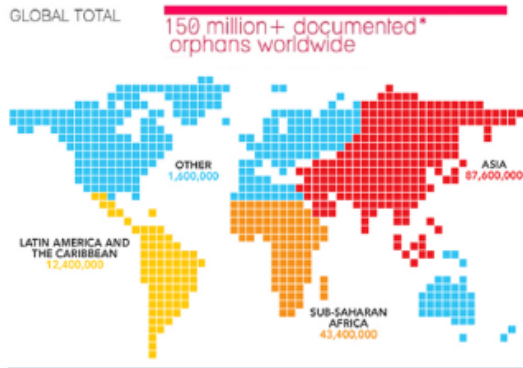 GLOBAL TOTAL
150 million+ documented*
orphans worldwide
OTHER
1,600,000
ASIA
87,600,000
LATIN AMERICA AND
THE CARIBBEAN
12,400,000
SUB-SAHARAN
AFRICA
43,400,000